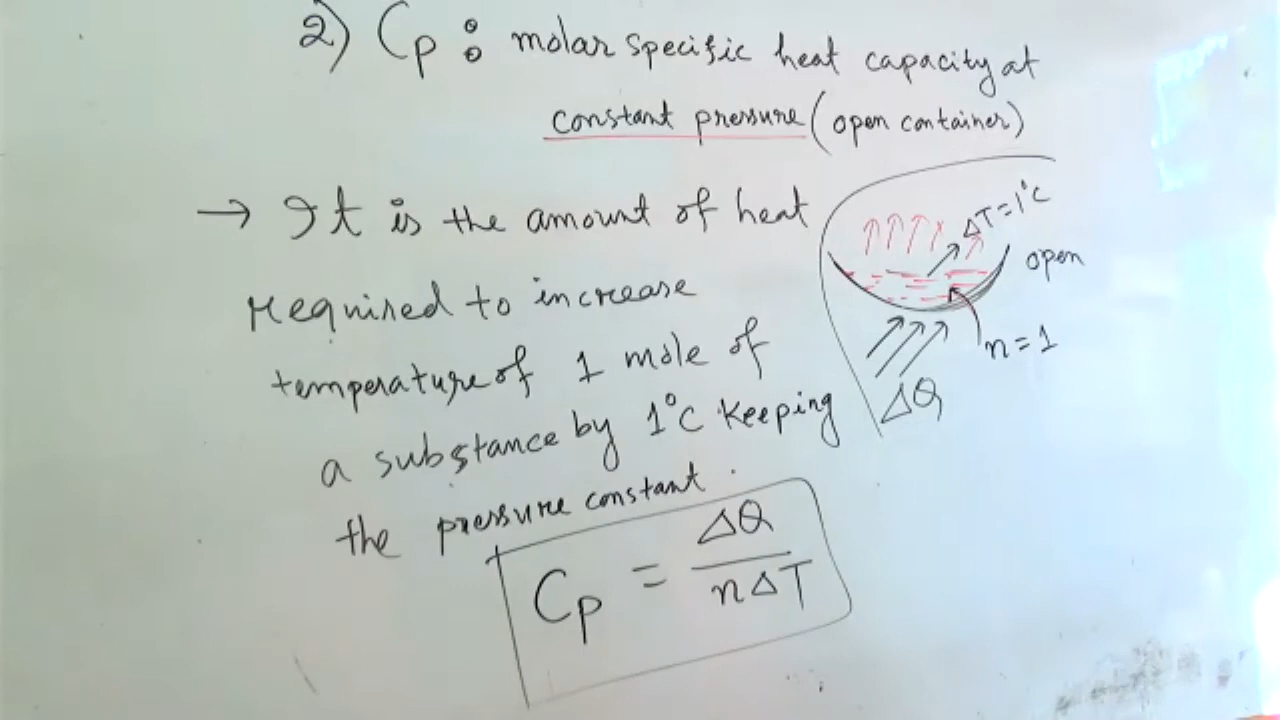 2) Cp : molar specific heat capacity at
constant pressure (open container)
→ It is the amount of heat
required to increase
temperature of 1 mole of
a substance by 1°C keeping
the pressure constant.
Cp = ΔQ / nΔT
ΔT=1°C
open
n=1
ΔQ